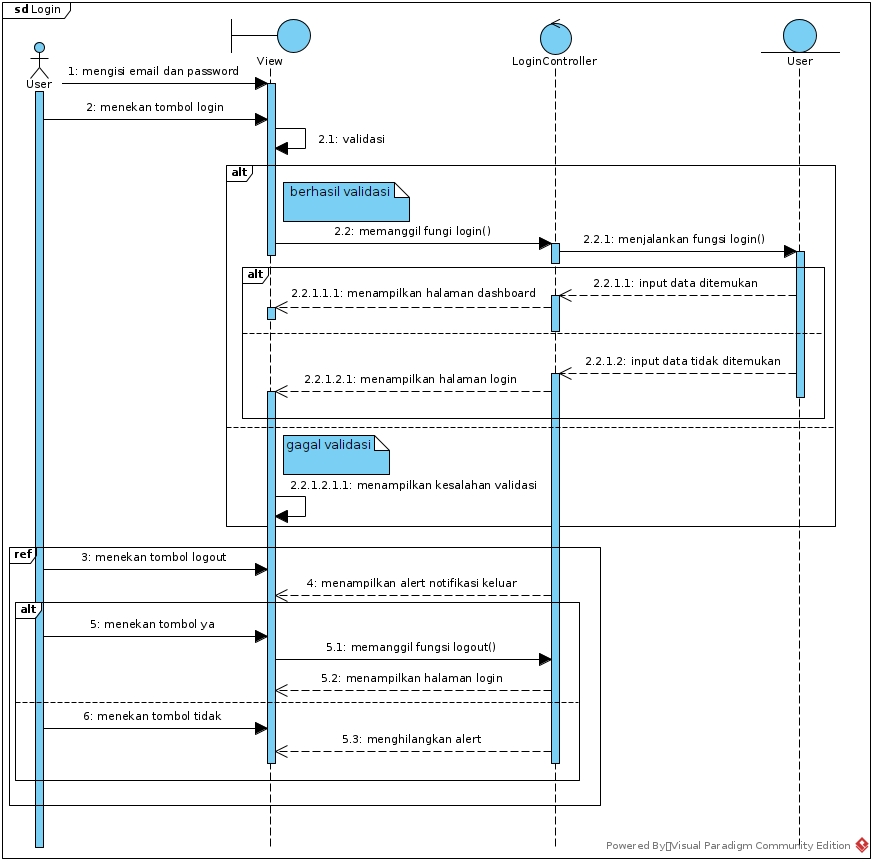 sd Login
View
LoginController
User
User
1: mengisi email dan password
2: menekan tombol login
2.1: validasi
alt
berhasil validasi
2.2: memanggil fungi login()
2.2.1: menjalankan fungsi login()
alt
2.2.1.1: input data ditemukan
2.2.1.1.1: menampilkan halaman dashboard
2.2.1.2: input data tidak ditemukan
2.2.1.2.1: menampilkan halaman login
gagal validasi
2.2.1.2.1.1: menampilkan kesalahan validasi
ref
3: menekan tombol logout
4: menampilkan alert notifikasi keluar
alt
5: menekan tombol ya
5.1: memanggil fungsi logout()
5.2: menampilkan halaman login
6: menekan tombol tidak
5.3: menghilangkan alert
Powered By Visual Paradigm Community Edition